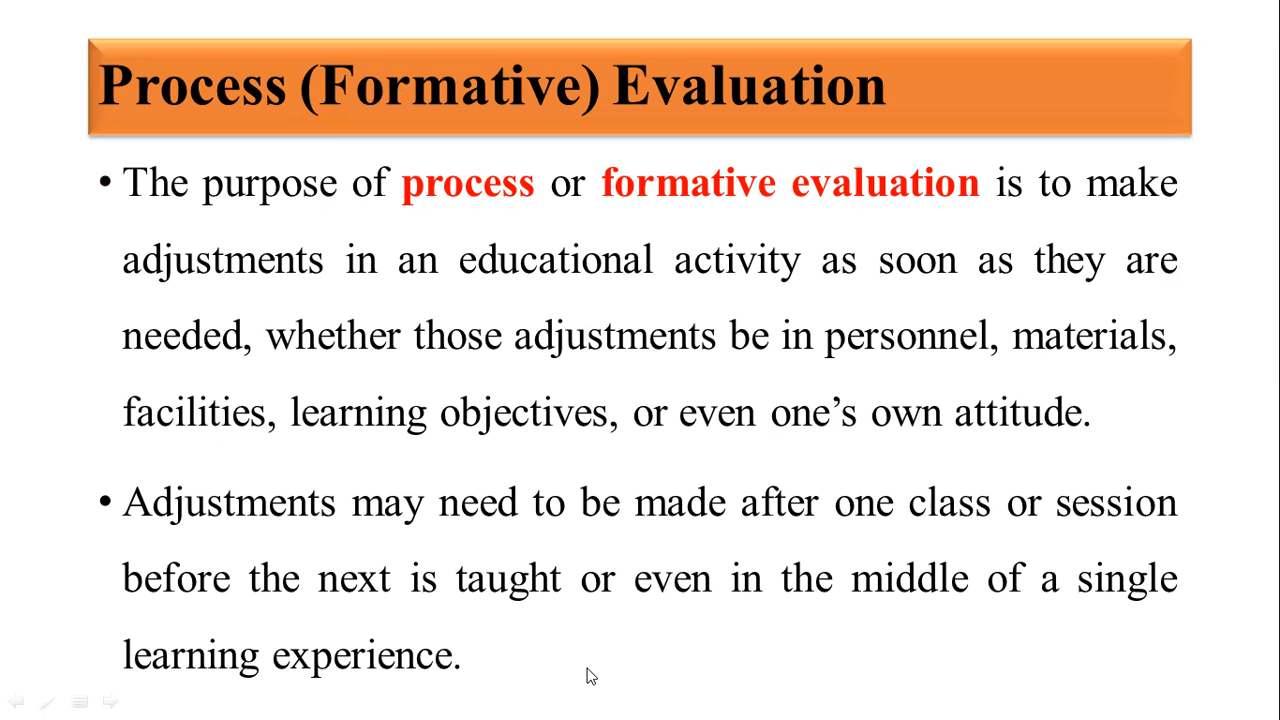 Process (Formative) Evaluation
• The purpose of process or formative evaluation is to make
adjustments in an educational activity as soon as they are
needed, whether those adjustments be in personnel, materials,
facilities, learning objectives, or even one’s own attitude.
• Adjustments may need to be made after one class or session
before the next is taught or even in the middle of a single
learning experience.